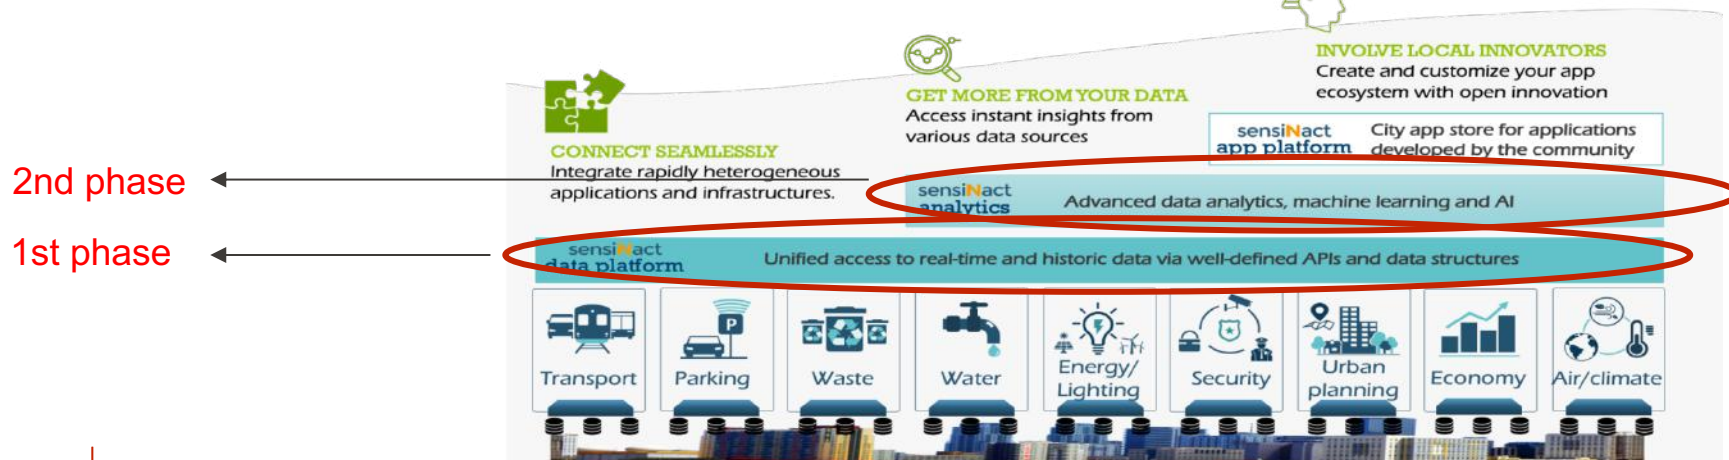 INVOLVE LOCAL INNOVATORS
Create and customize your app
ecosystem with open innovation
GET MORE FROM YOUR DATA
Access instant insights from
various data sources
sensiNact
app platform
City app store for applications
developed by the community
CONNECT SEAMLESSLY
Integrate rapidly heterogeneous
applications and infrastructures.
2nd phase
sensiNact
analytics
Advanced data analytics, machine learning and AI
1st phase
sensiNact
data platform
Unified access to real-time and historic data via well-defined APIs and data structures
P
Transport
Parking
Waste
Water
Energy/
Lighting
Security
Urban
planning
Economy
Air/climate